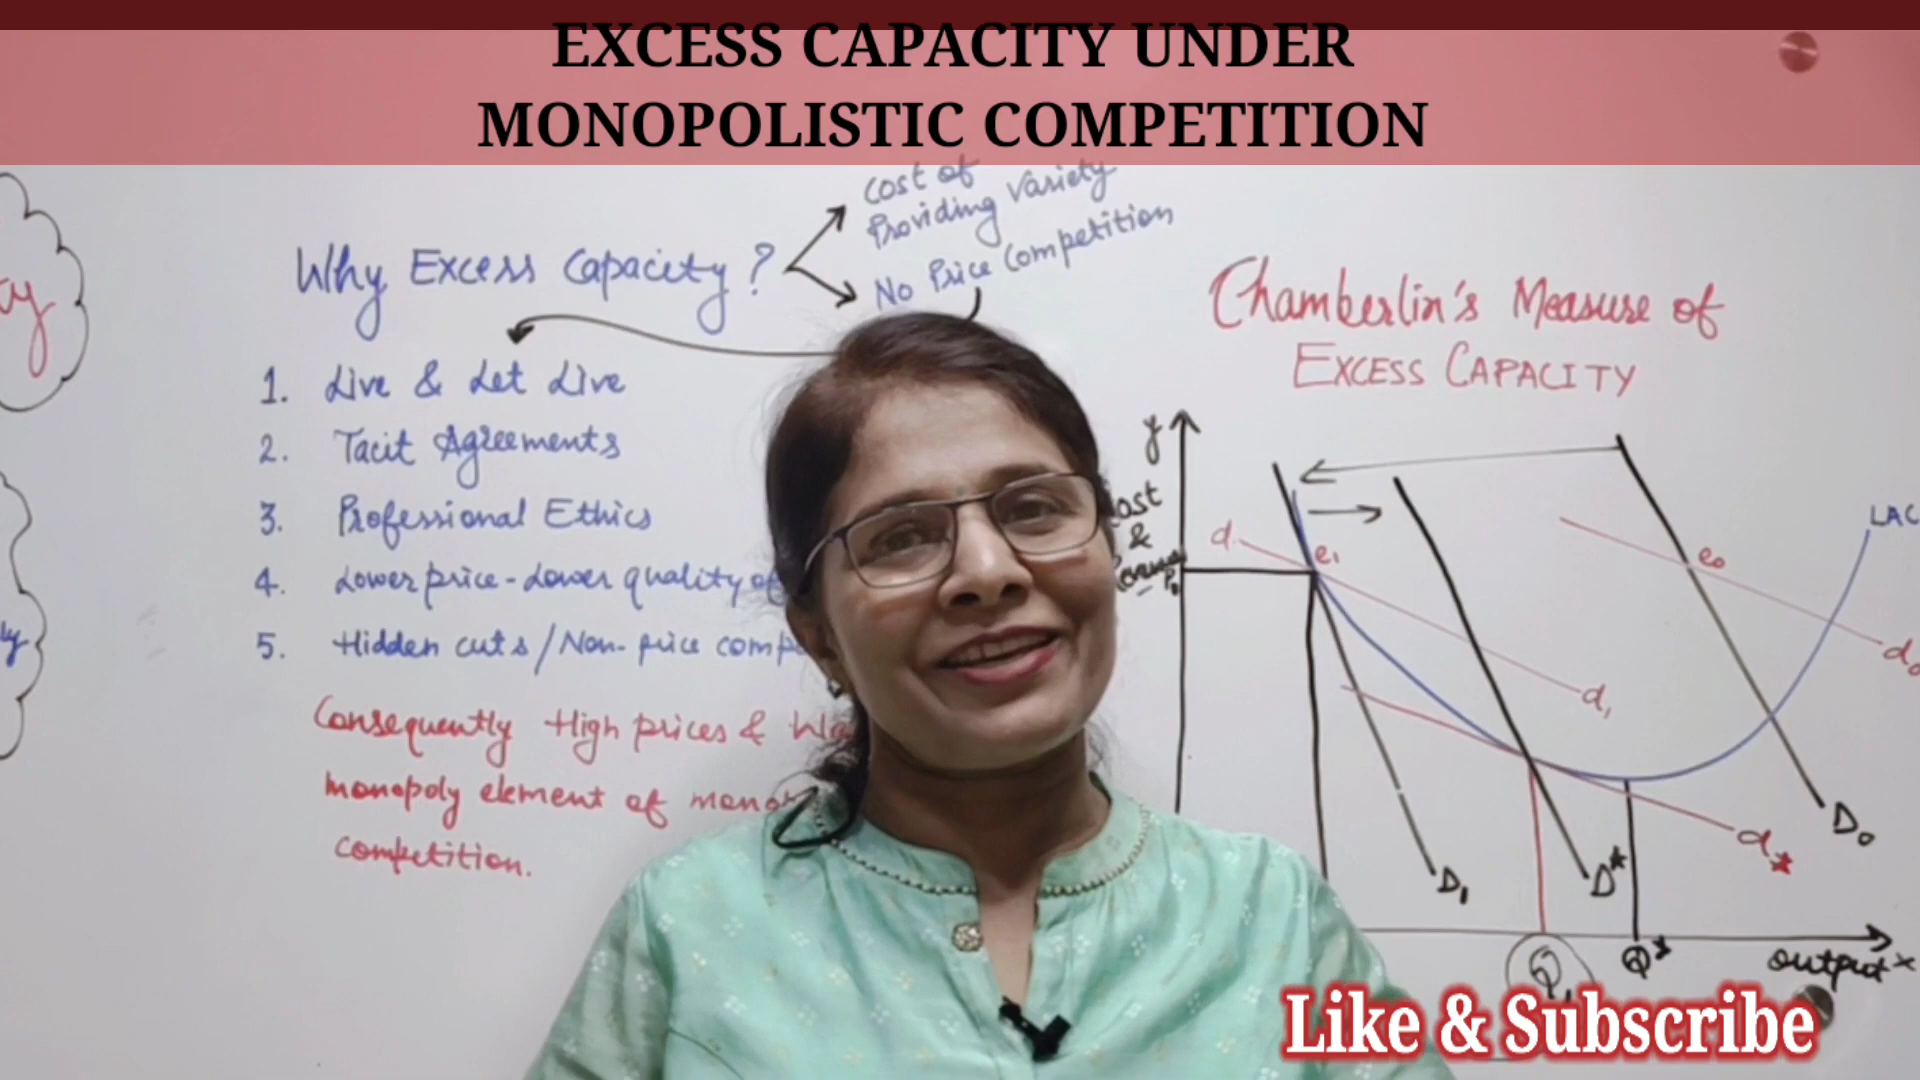 EXCESS CAPACITY UNDER
MONOPOLISTIC COMPETITION
Cost of
Providing Variety
Why Excess Capacity?
No Price Competition
1. Live & Let Live
2. Tacit Agreements
3. Professional Ethics
4. Lower price - Lower quality of
5. Hidden cuts / Non-price comp
Consequently High prices &
monopoly element of
competition.
Chamberlin's Measure of
EXCESS CAPACITY
y
&
P₁
d
e₁
e₀
LAC
d₀
d₁
D₀
d*
D₁
D*
Q₁
Q*
output x
Like & Subscribe